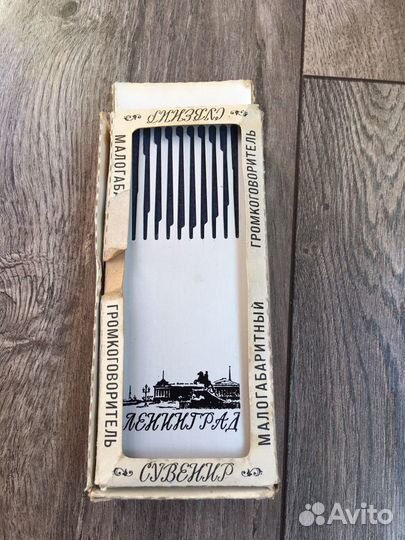 СУВЕНИР
МАЛОГАБ
ГРОМКОГОВОРИТЕЛЬ
ГРОМКОГОВОРИТЕЛЬ
МАЛОГАБАРИТНЫЙ
ЛЕНИНГРАД
СУВЕНИР
Avito